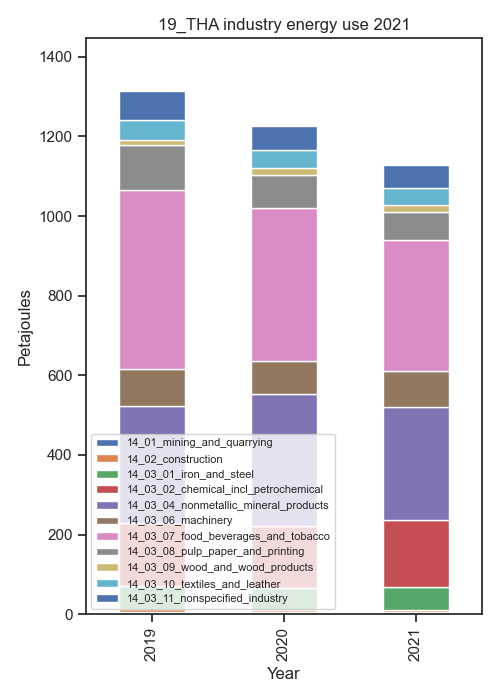 19_THA industry energy use 2021
Petajoules
1400
1200
1000
800
600
400
200
0
14_01_mining_and_quarrying
14_02_construction
14_03_01_iron_and_steel
14_03_02_chemical_incl_petrochemical
14_03_04_nonmetallic_mineral_products
14_03_06_machinery
14_03_07_food_beverages_and_tobacco
14_03_08_pulp_paper_and_printing
14_03_09_wood_and_wood_products
14_03_10_textiles_and_leather
14_03_11_nonspecified_industry
2019
2020
2021
Year